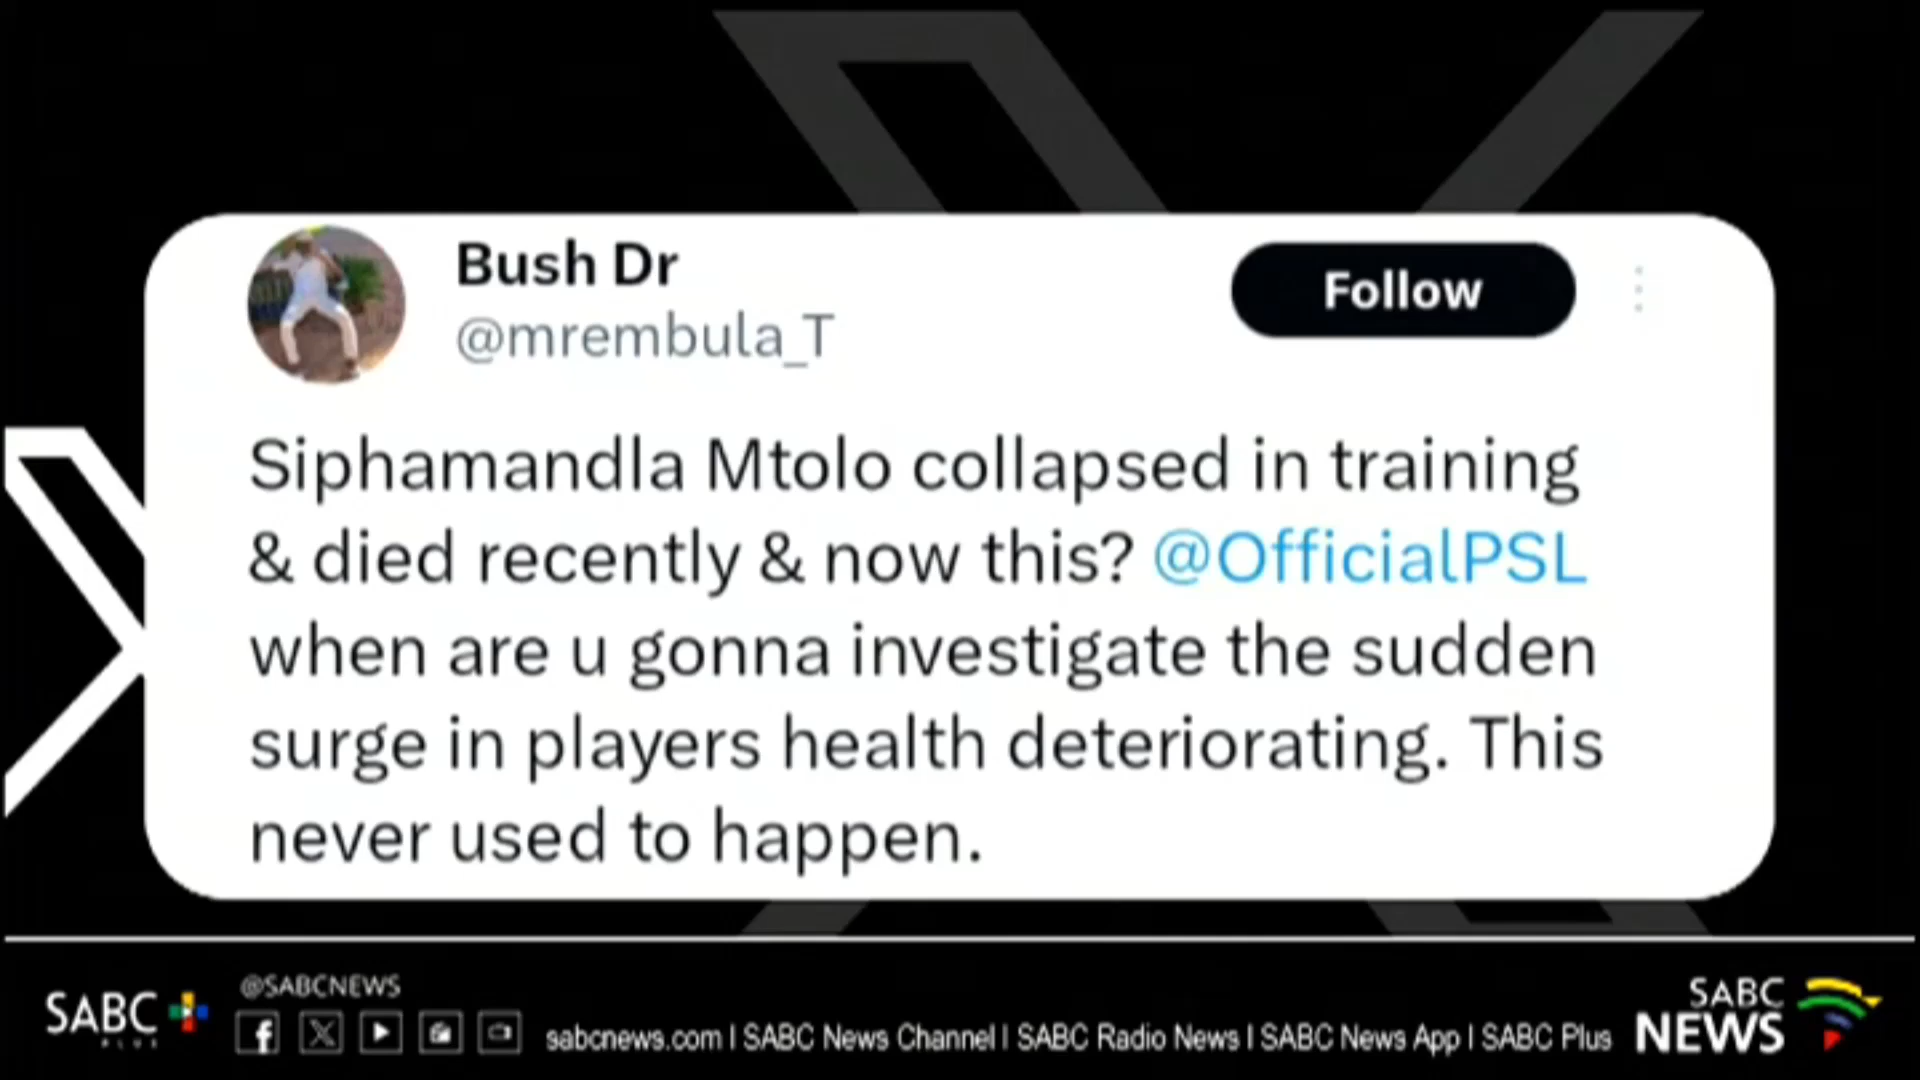 Bush Dr
@mrembula_T
Follow
Siphamandla Mtolo collapsed in training
& died recently & now this? @OfficialPSL
when are u gonna investigate the sudden
surge in players health deteriorating. This
never used to happen.
SABC
PLUS
@SABCNEWS
sabcnews.com I SABC News Channel I SABC Radio News I SABC News App I SABC Plus
SABC
NEWS